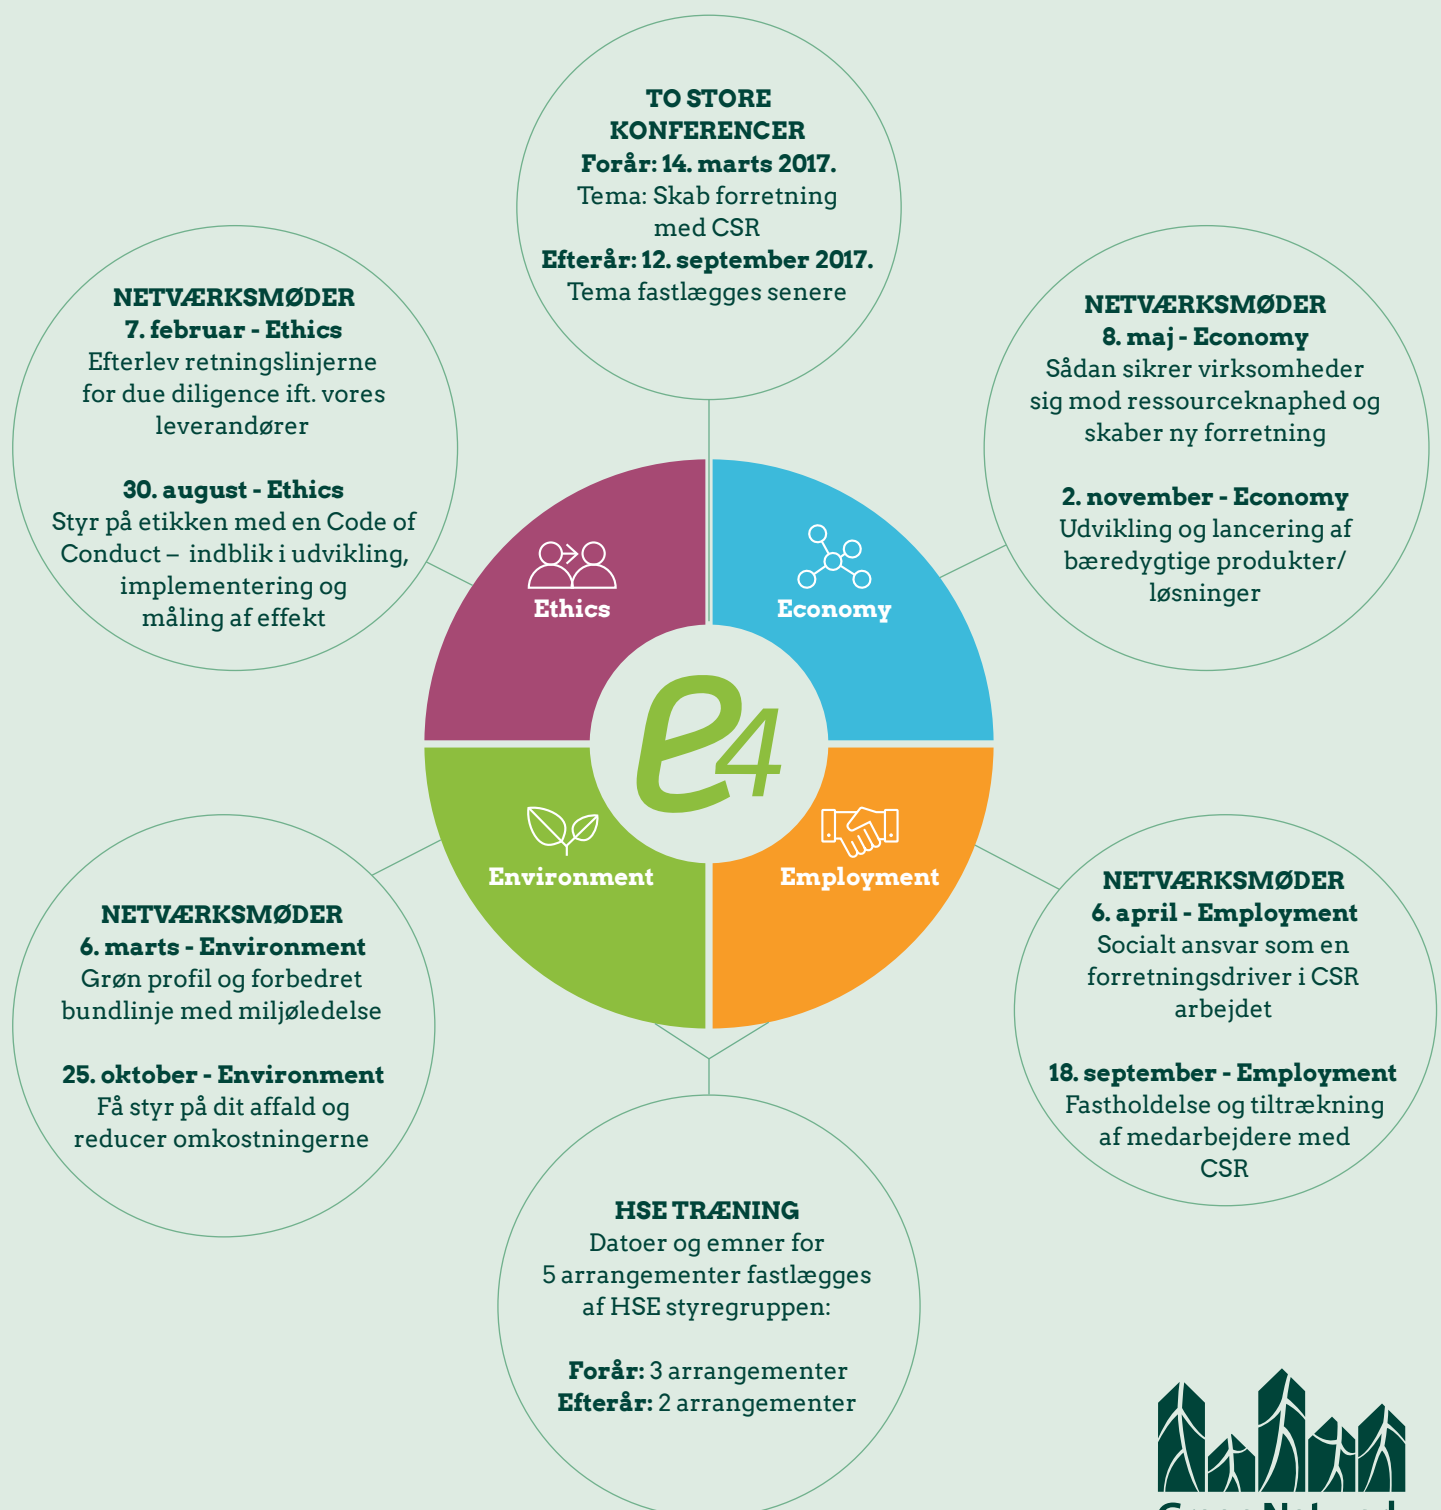 TO STORE
KONFERENCER
Forår: 14. marts 2017.
Tema: Skab forretning
med CSR
Efterår: 12. september 2017.
Tema fastlægges senere
NETVÆRKSMØDER
7. februar - Ethics
Efterlev retningslinjerne
for due diligence ift. vores
leverandører
30. august - Ethics
Styr på etikken med en Code of
Conduct – indblik i udvikling,
implementering og
måling af effekt
NETVÆRKSMØDER
8. maj - Economy
Sådan sikrer virksomheder
sig mod ressourceknaphed og
skaber ny forretning
2. november - Economy
Udvikling og lancering af
bæredygtige produkter/
løsninger
Ethics
Economy
e4
Environment
Employment
NETVÆRKSMØDER
6. marts - Environment
Grøn profil og forbedret
bundlinje med miljøledelse
25. oktober - Environment
Få styr på dit affald og
reducer omkostningerne
NETVÆRKSMØDER
6. april - Employment
Socialt ansvar som en
forretningsdriver i CSR
arbejdet
18. september - Employment
Fastholdelse og tiltrækning
af medarbejdere med
CSR
HSE TRÆNING
Datoer og emner for
5 arrangementer fastlægges
af HSE styregruppen:
Forår: 3 arrangementer
Efterår: 2 arrangementer
Green Network